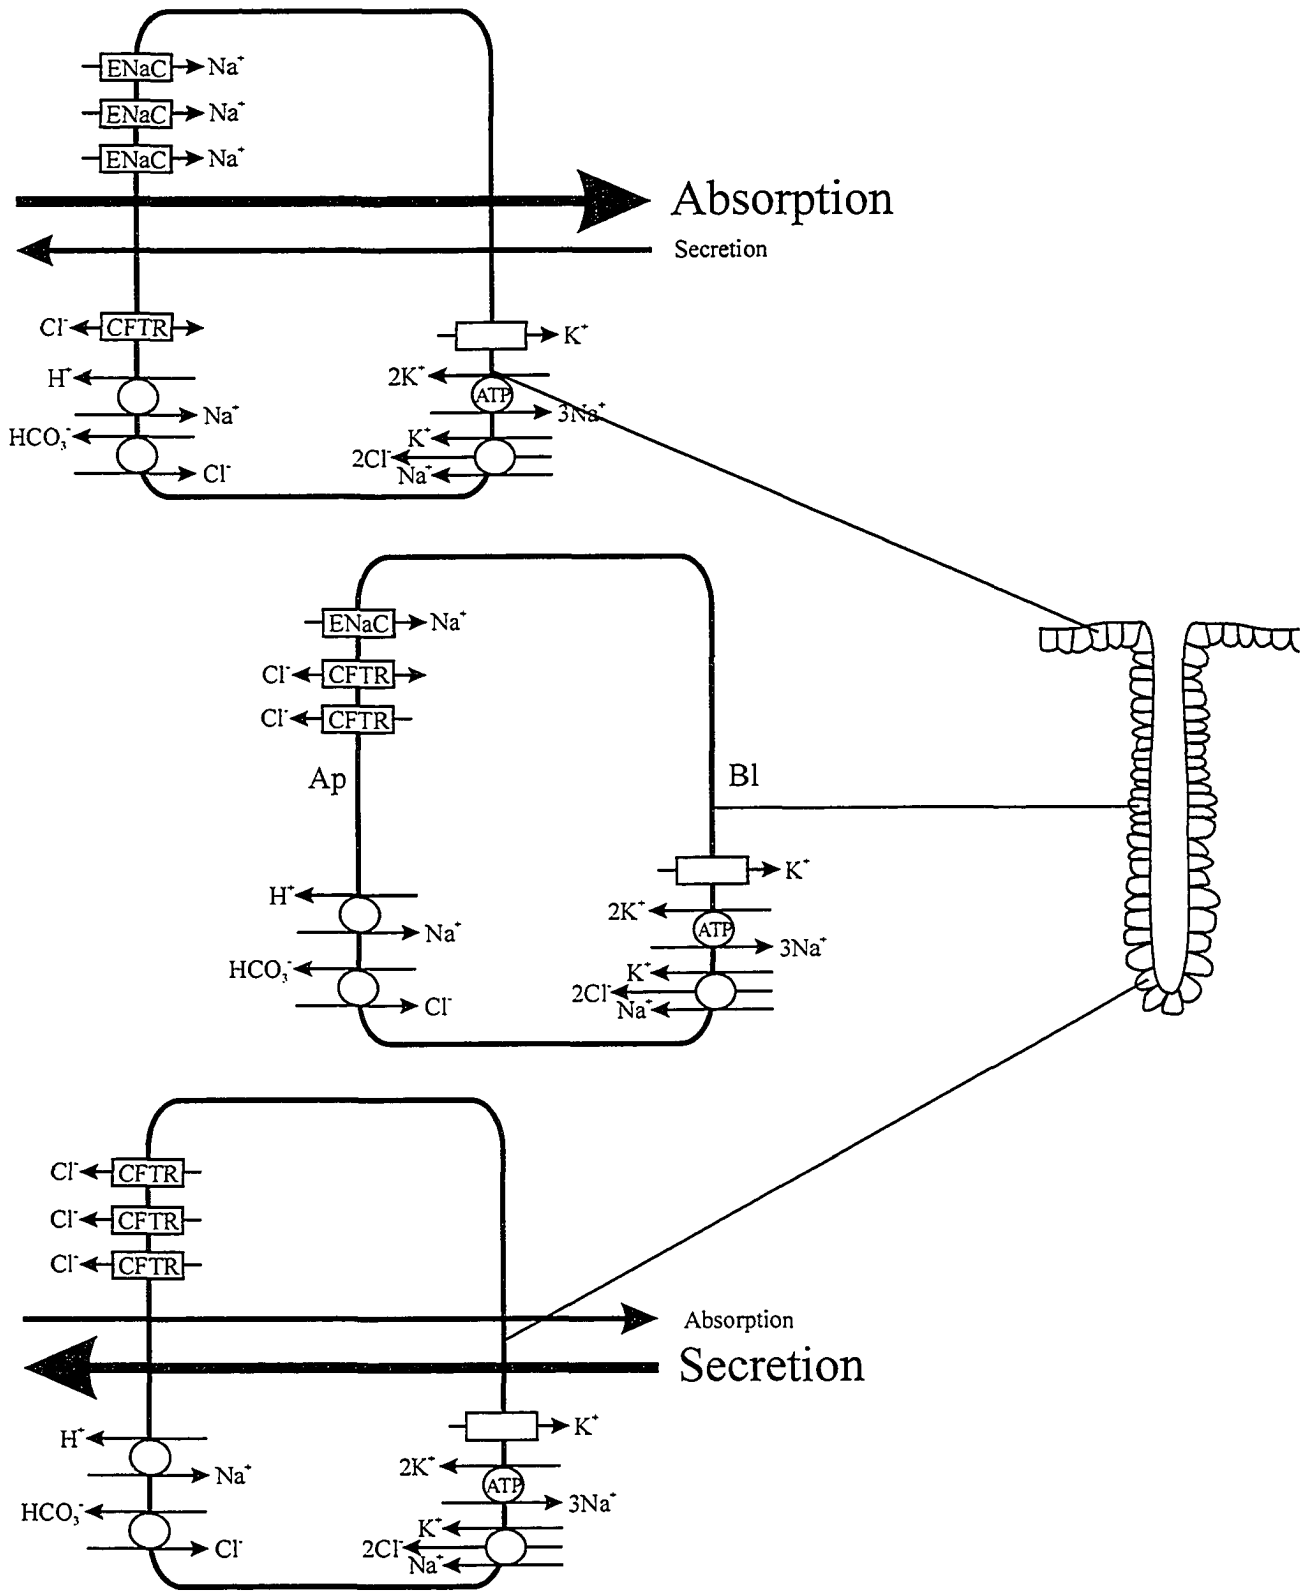 ENaC Na⁺
ENaC Na⁺
ENaC Na⁺
Absorption
Secretion
Cl⁻ CFTR
K⁺
H⁺
2K⁺
ATP
Na⁺
3Na⁺
HCO₃⁻
K⁺
2Cl⁻
Cl⁻
Na⁺
ENaC Na⁺
Cl⁻ CFTR
Cl⁻ CFTR
Ap
Bl
K⁺
H⁺
2K⁺
ATP
Na⁺
3Na⁺
HCO₃⁻
K⁺
2Cl⁻
Cl⁻
Na⁺
Cl⁻ CFTR
Cl⁻ CFTR
Cl⁻ CFTR
Absorption
Secretion
K⁺
H⁺
2K⁺
Na⁺
ATP
3Na⁺
HCO₃⁻
K⁺
2Cl⁻
Cl⁻
Na⁺